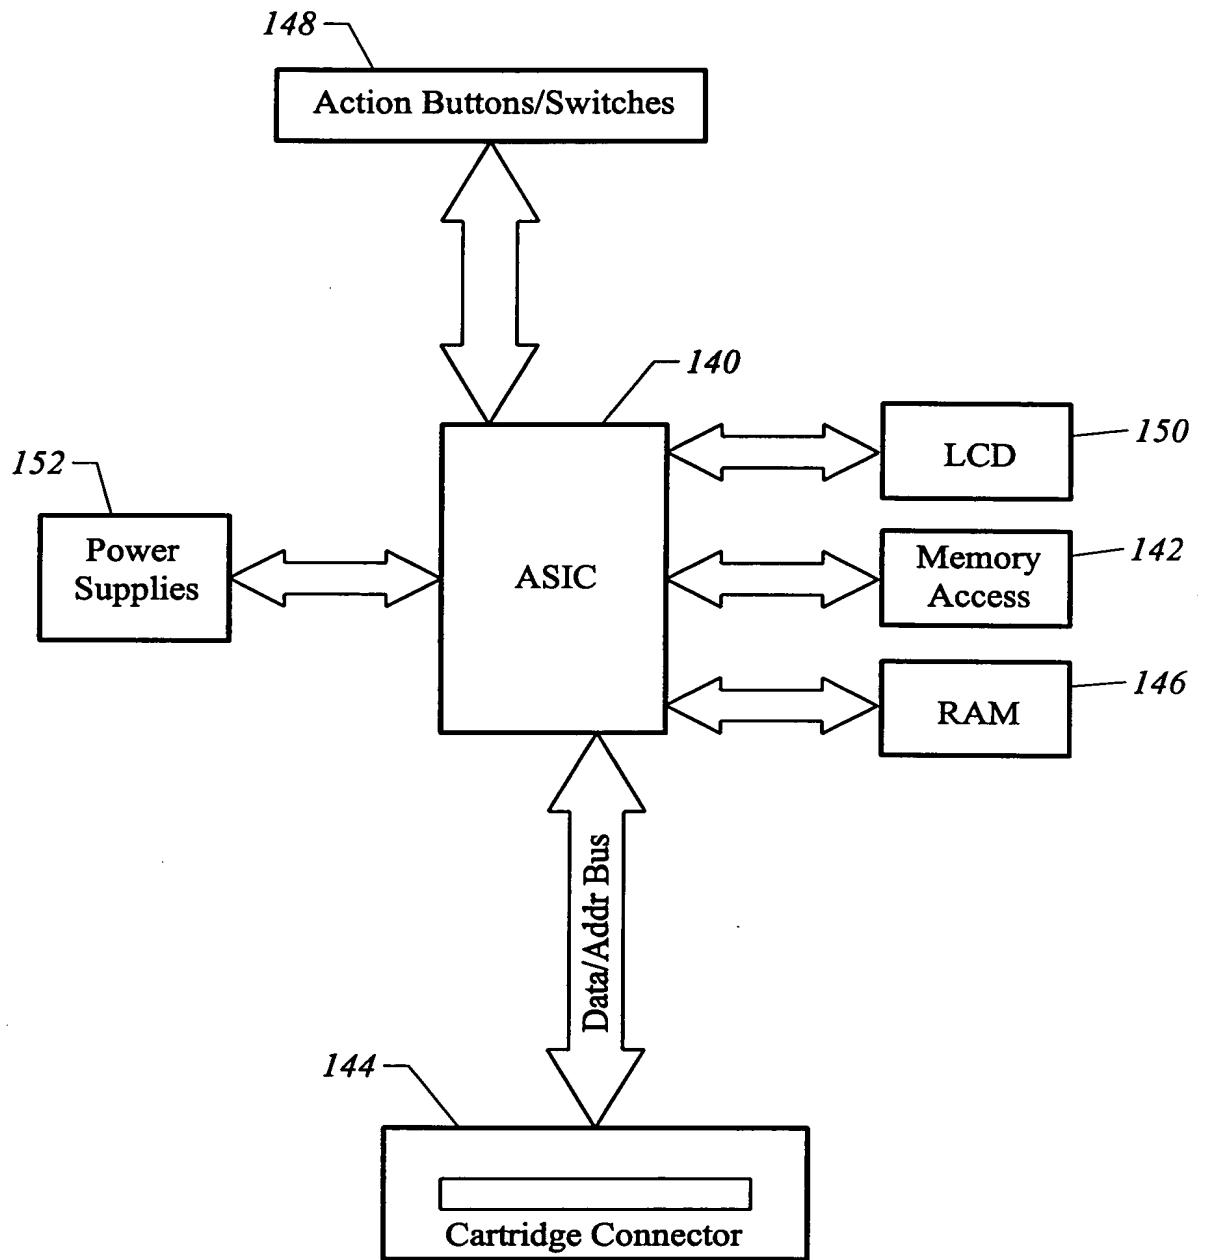 148
Action Buttons/Switches
140
150
LCD
152
Power
Supplies
ASIC
Memory
Access
142
RAM
146
Data/Addr Bus
144
Cartridge Connector